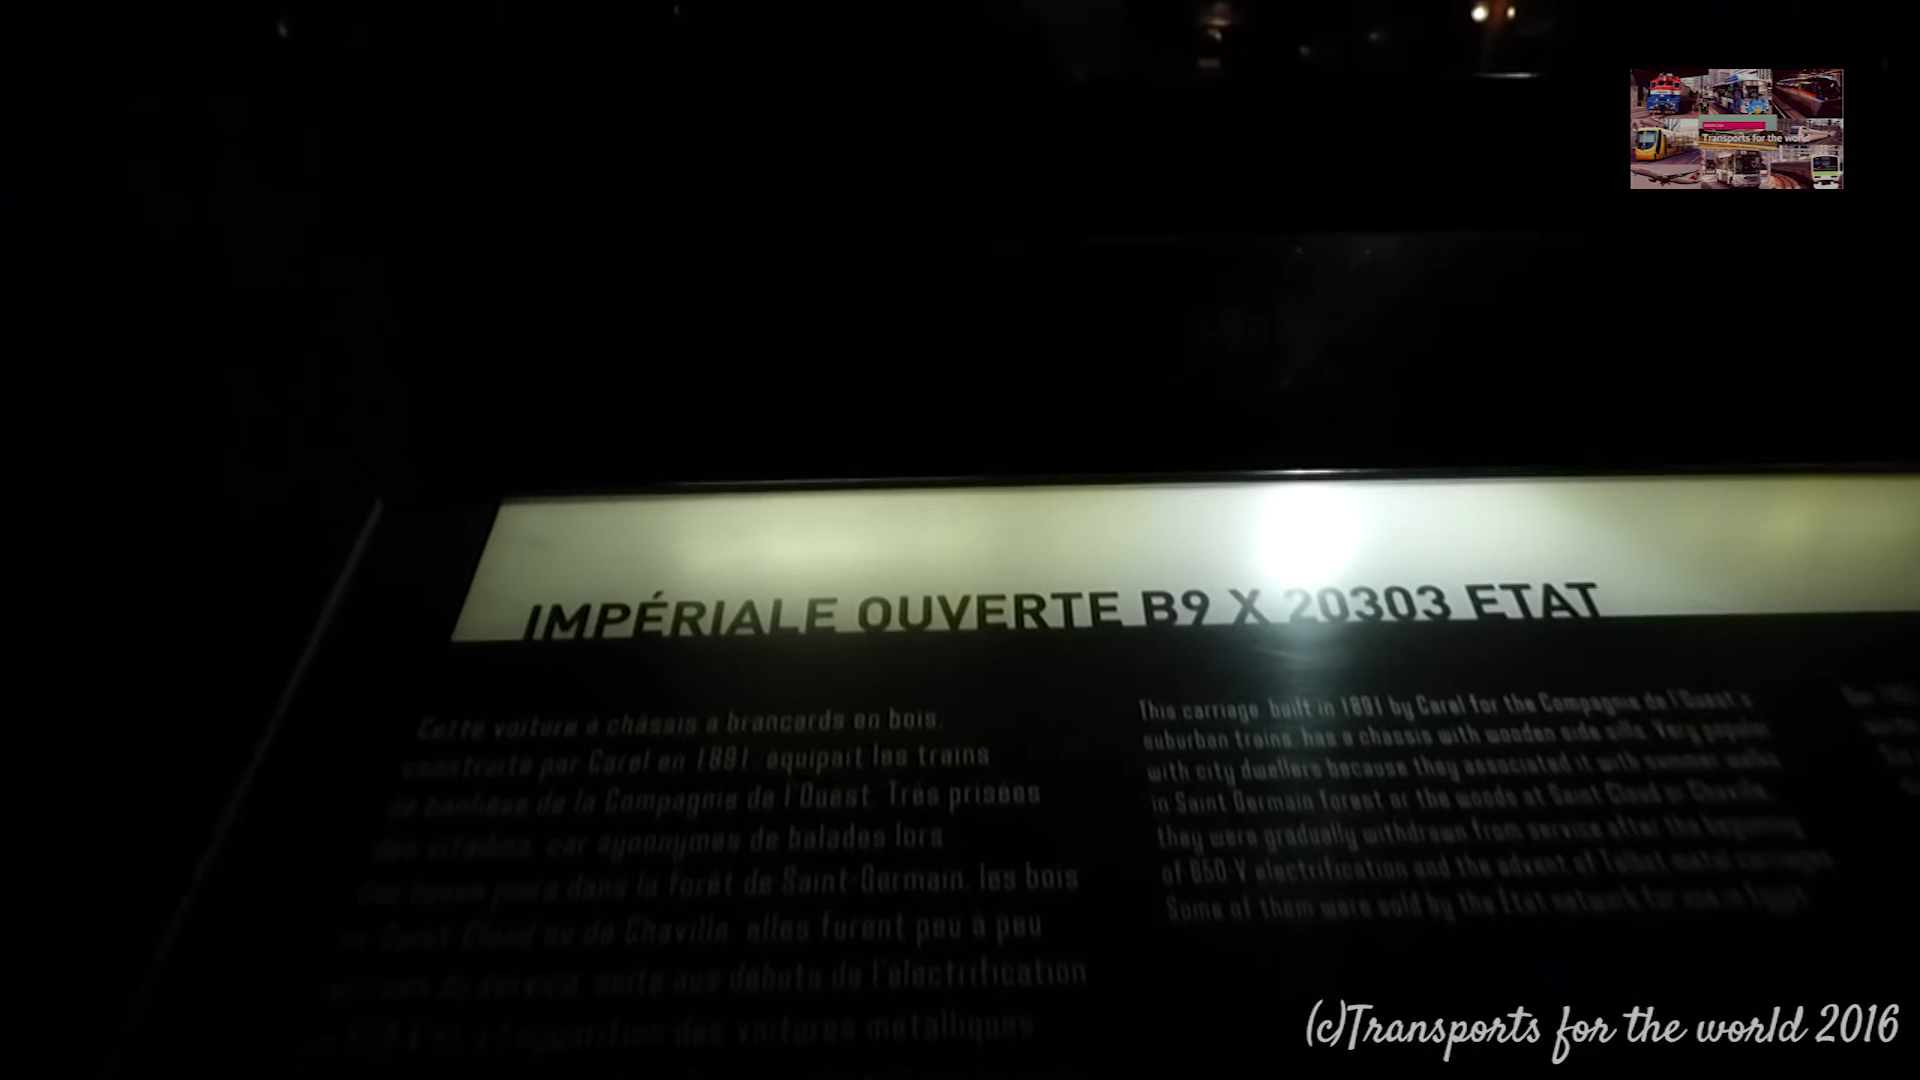 Transports for the world
IMPÉRIALE OUVERTE B9 X 20303 ETAT
Cette voiture à châssis à brancards en bois,
construite par Carel en 1891, équipait les trains
de banlieue de la Compagnie de l'Ouest. Très prisées
des citadins, car synonymes de balades lors
des beaux jours dans la forêt de Saint-Germain, les bois
de Saint-Cloud ou de Chaville, elles furent peu à peu
du service, suite aux débuts de l'électrification
l'apparition des voitures métalliques
This carriage, built in 1891 by Carel for the Compagnie de l'Ouest's
suburban trains, has a chassis with wooden side sills. Very popular
with city dwellers because they associated it with summer walks
in Saint Germain forest or the woods at Saint Cloud or Chaville,
they were gradually withdrawn from service after the beginning
of 650 V electrification and the advent of Talbot metal carriages.
Some of them were sold by the Etat network for use in Egypt.
(c)Transports for the world 2016